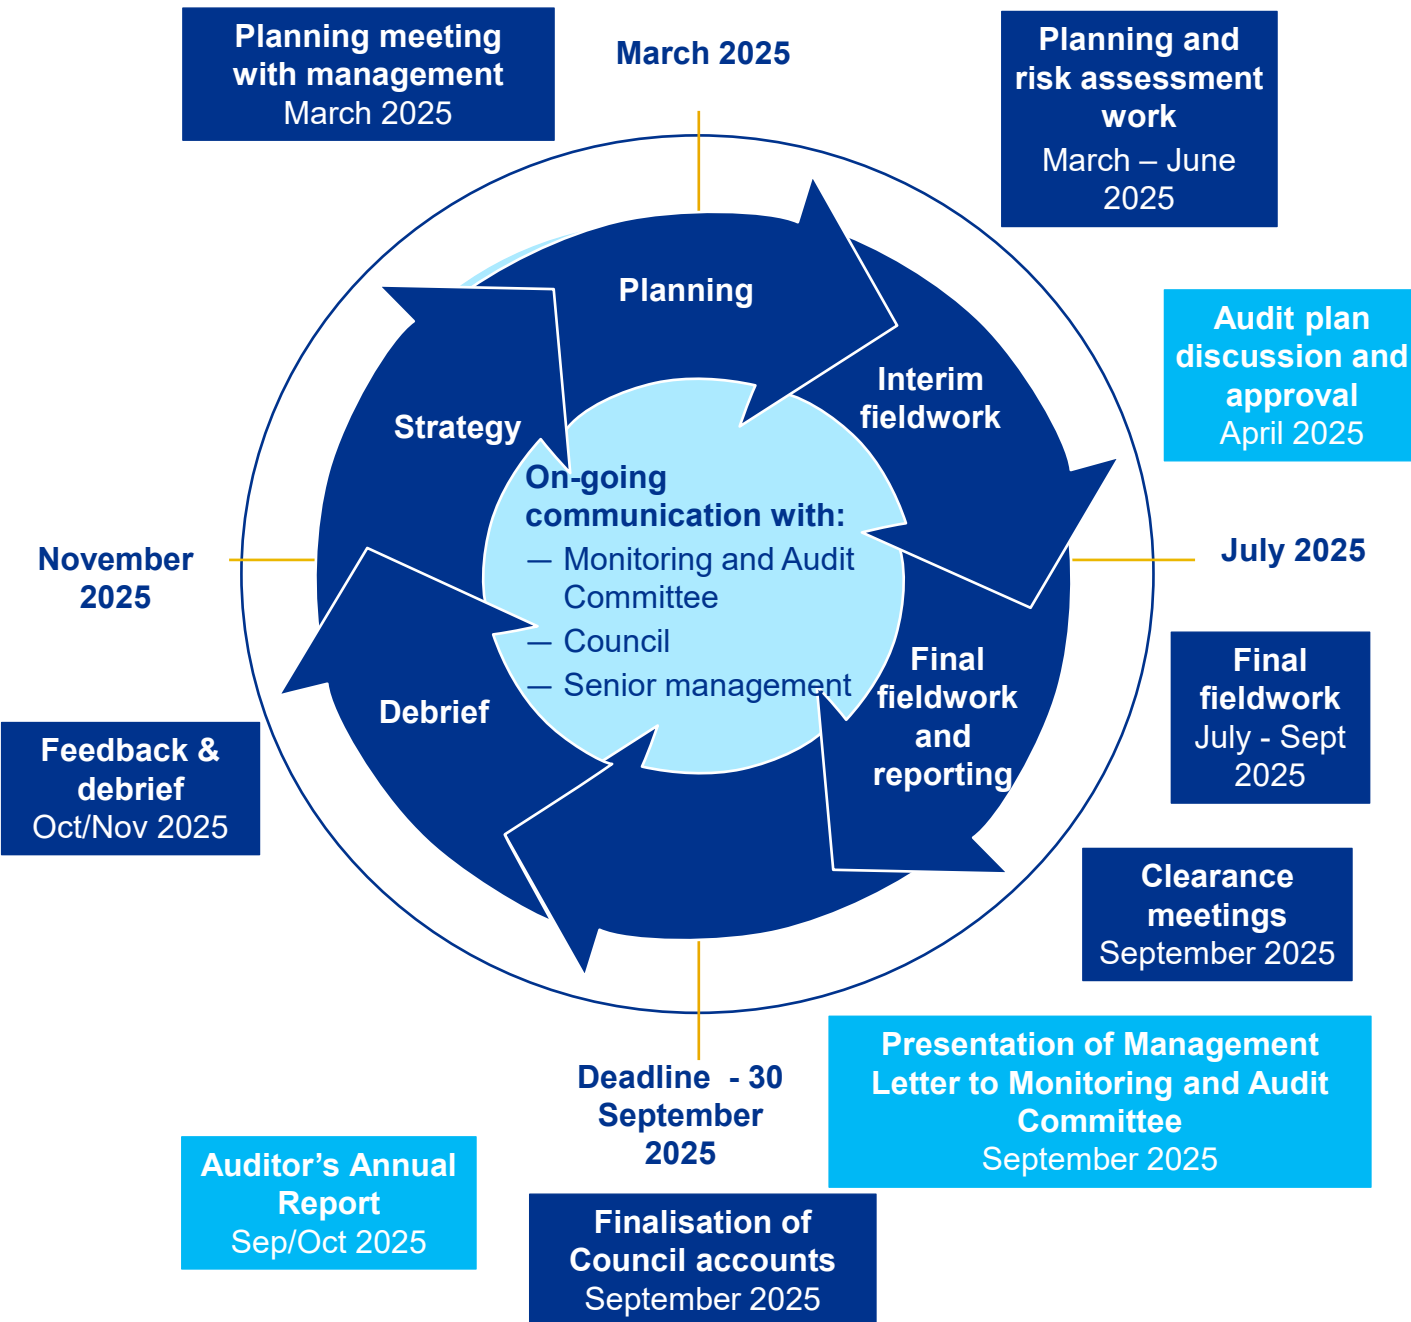 Planning meeting
with management
March 2025
March 2025
Planning and
risk assessment
work
March – June
2025
Planning
Interim
fieldwork
Audit plan
discussion and
approval
April 2025
Strategy
On-going
communication with:
— Monitoring and Audit
Committee
— Council
— Senior management
November
2025
July 2025
Final
fieldwork
and
reporting
Final
fieldwork
July - Sept
2025
Debrief
Feedback &
debrief
Oct/Nov 2025
Clearance
meetings
September 2025
Presentation of Management
Letter to Monitoring and Audit
Committee
September 2025
Deadline - 30
September
2025
Auditor’s Annual
Report
Sep/Oct 2025
Finalisation of
Council accounts
September 2025